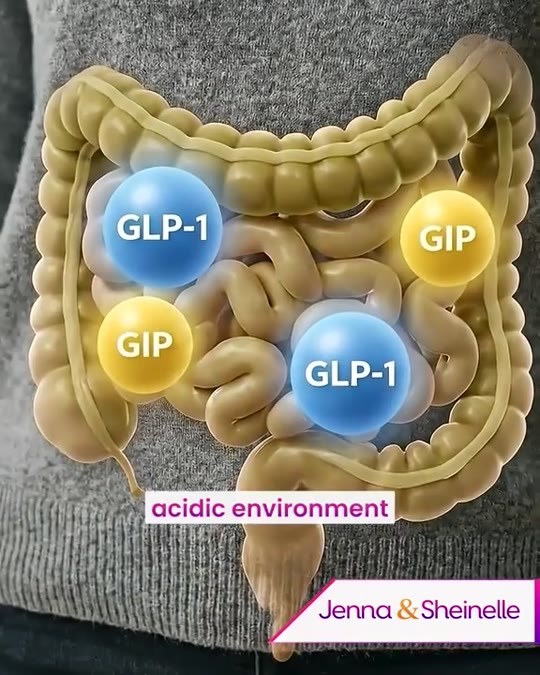 GLP-1
GIP
GIP
GLP-1
acidic environment
Jenna & Sheinelle